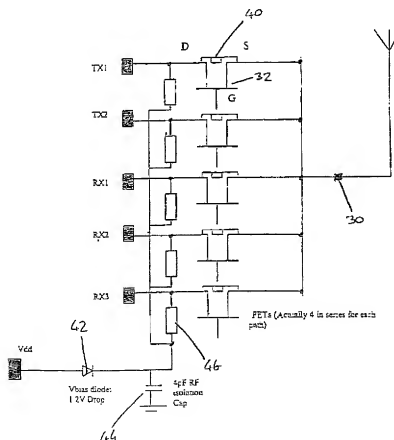 40
D S
TX1
32
G
TX2
RX1
30
RX2
RX3
FETs (Actually 4 in series for each
path)
42
Vdd
46
Vbias diode:
1 2V Drop
4pF RF
isolation
Cap
44